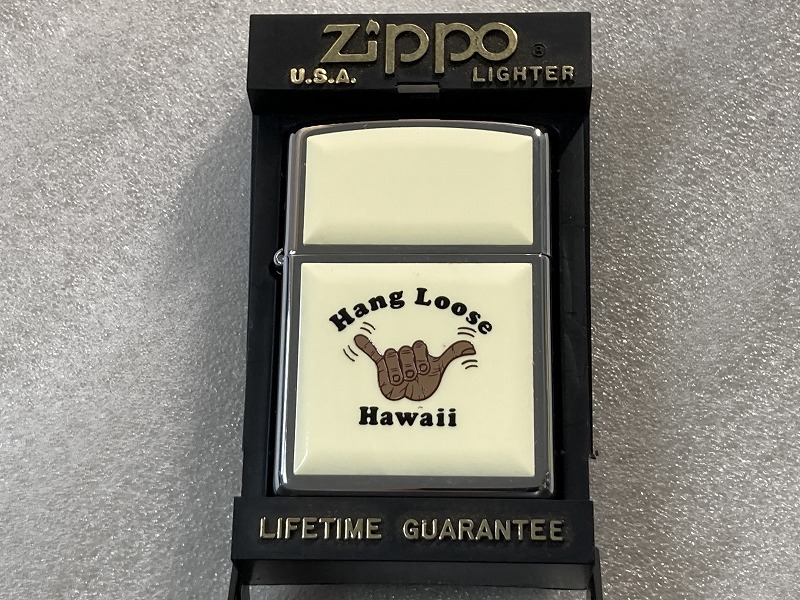 Zippo ®
U.S.A. LIGHTER
Hang Loose
Hawaii
LIFETIME GUARANTEE